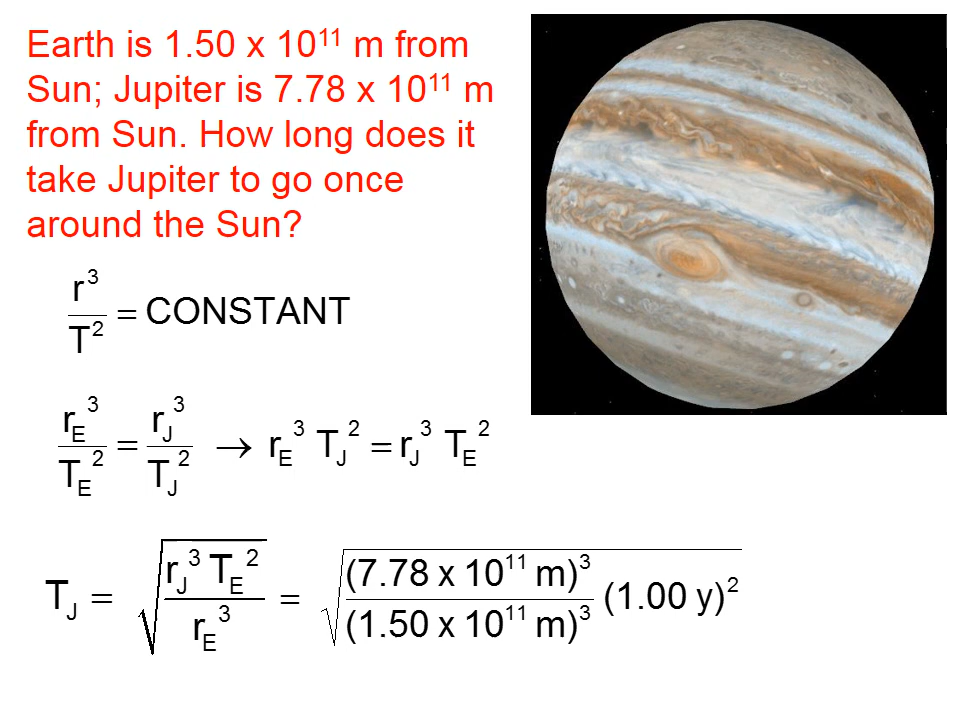 Earth is 1.50 x 10¹¹ m from
Sun; Jupiter is 7.78 x 10¹¹ m
from Sun. How long does it
take Jupiter to go once
around the Sun?
r³/T² = CONSTANT
r_E³/T_E² = r_J³/T_J² → r_E³ T_J² = r_J³ T_E²
T_J = √(r_J³ T_E²/r_E³) = √((7.78 x 10¹¹ m)³/(1.50 x 10¹¹ m)³ (1.00 y)²)